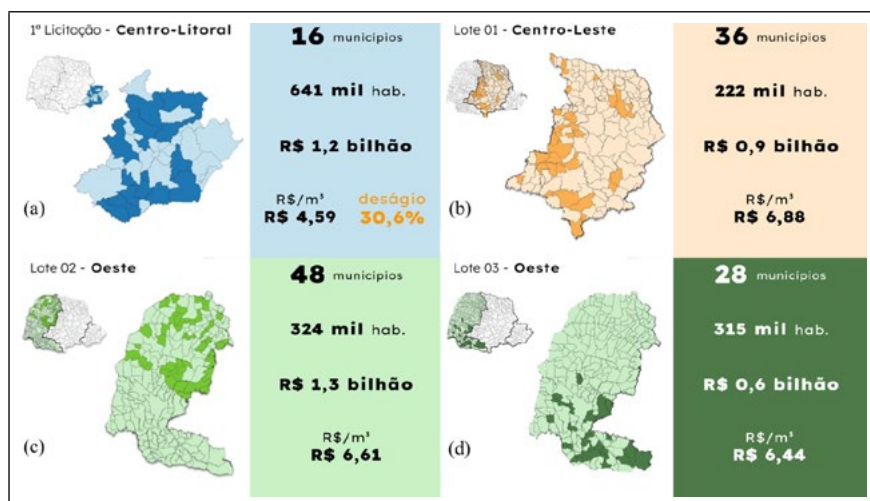 1ª Licitação - Centro-Litoral
16 municípios
641 mil hab.
R$ 1,2 bilhão
R$/m³
R$ 4,59
deságio
30,6%
(a)
Lote 01 - Centro-Leste
36 municípios
222 mil hab.
R$ 0,9 bilhão
R$/m³
R$ 6,88
(b)
Lote 02 - Oeste
48 municípios
324 mil hab.
R$ 1,3 bilhão
R$/m³
R$ 6,61
(c)
Lote 03 - Oeste
28 municípios
315 mil hab.
R$ 0,6 bilhão
R$/m³
R$ 6,44
(d)